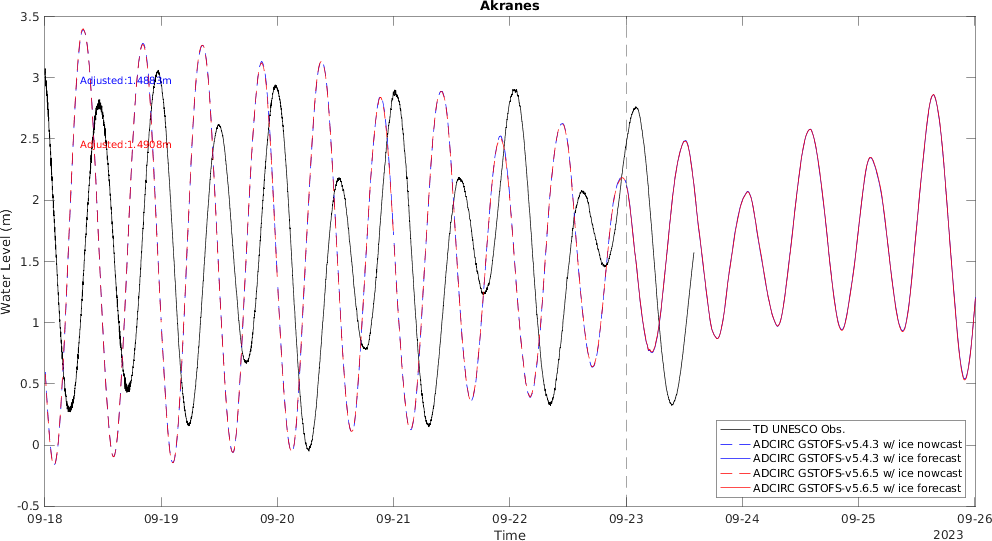 Akranes
3.5
3
2.5
2
1.5
1
0.5
0
-0.5
Water Level (m)
Adjusted:1.4883m
Adjusted:1.4908m
TD UNESCO Obs.
ADCIRC GSTOFS-v5.4.3 w/ ice nowcast
ADCIRC GSTOFS-v5.4.3 w/ ice forecast
ADCIRC GSTOFS-v5.6.5 w/ ice nowcast
ADCIRC GSTOFS-v5.6.5 w/ ice forecast
09-18 09-19 09-20 09-21 09-22 09-23 09-24 09-25 09-26
Time
2023